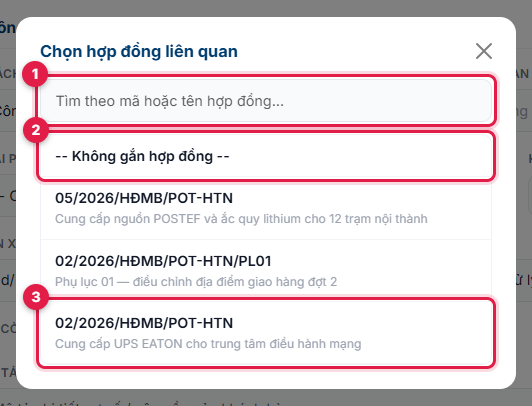 Chọn hợp đồng liên quan
1
Tìm theo mã hoặc tên hợp đồng...
2
-- Không gắn hợp đồng --
05/2026/HĐMB/POT-HTN
Cung cấp nguồn POSTEF và ắc quy lithium cho 12 trạm nội thành
02/2026/HĐMB/POT-HTN/PL01
Phụ lục 01 — điều chỉnh địa điểm giao hàng đợt 2
3
02/2026/HĐMB/POT-HTN
Cung cấp UPS EATON cho trung tâm điều hành mạng